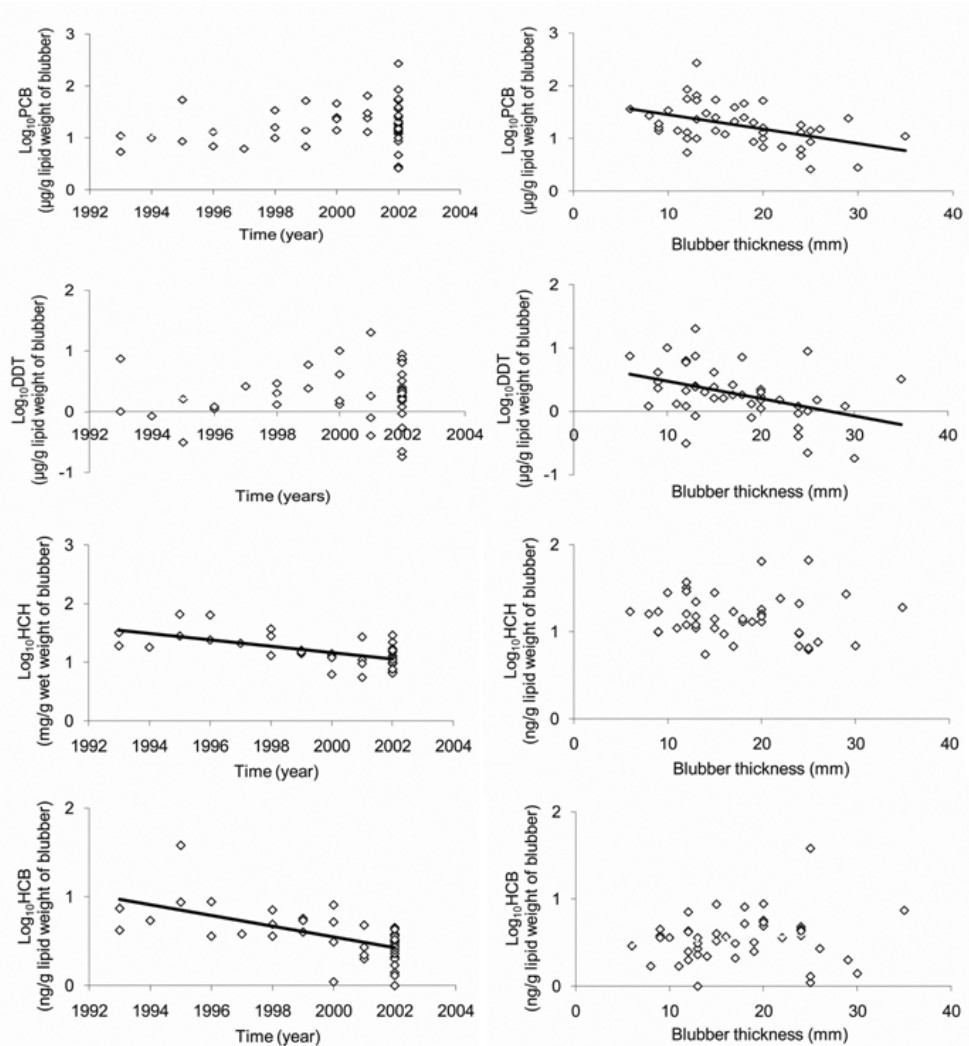 Log₁₀PCB
(µg/g lipid weight of blubber)
3
2
1
0
1992 1994 1996 1998 2000 2002 2004
Time (year)
Log₁₀PCB
(µg/g lipid weight of blubber)
3
2
1
0
0 10 20 30 40
Blubber thickness (mm)
Log₁₀DDT
(µg/g lipid weight of blubber)
2
1
0
-1
1992 1994 1996 1998 2000 2002 2004
Time (years)
Log₁₀DDT
(µg/g lipid weight of blubber)
2
1
0
-1
0 10 20 30 40
Blubber thickness (mm)
Log₁₀HCH
(mg/g wet weight of blubber)
3
2
1
0
1992 1994 1996 1998 2000 2002 2004
Time (year)
Log₁₀HCH
(ng/g lipid weight of blubber)
2
1
0
0 10 20 30 40
Blubber thickness (mm)
Log₁₀HCB
(ng/g lipid weight of blubber)
2
1
0
1992 1994 1996 1998 2000 2002 2004
Time (year)
Log₁₀HCB
(ng/g lipid weight of blubber)
2
1
0
0 10 20 30 40
Blubber thickness (mm)